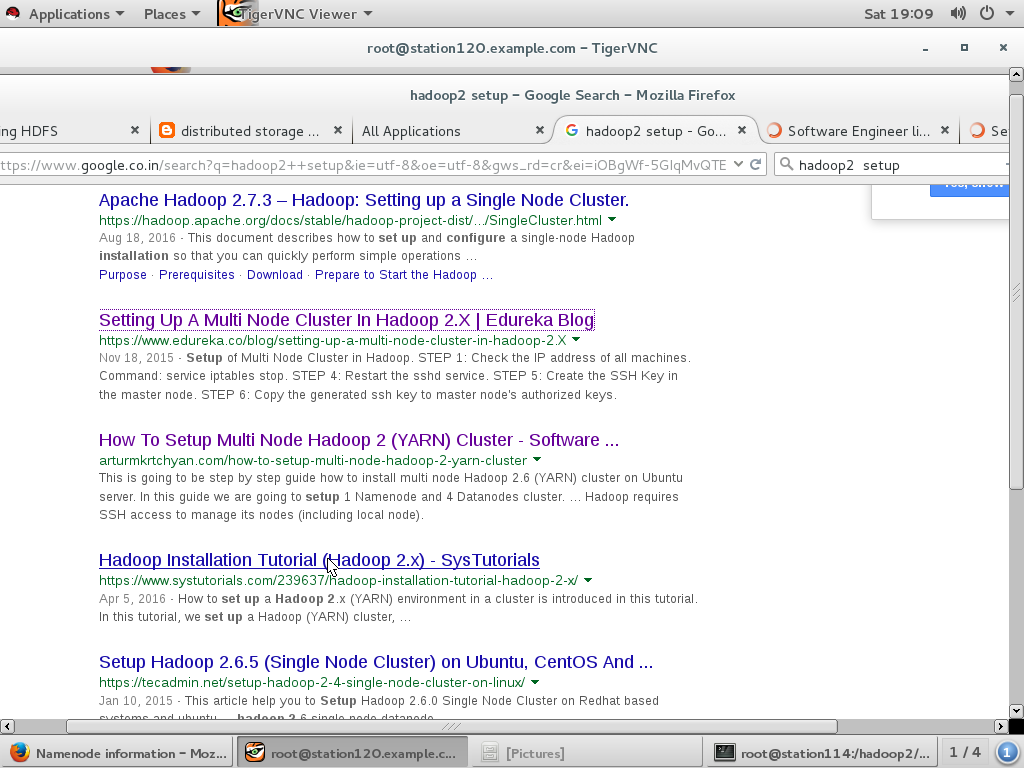 Applications Places TigerVNC Viewer Sat 19:09
root@station120.example.com - TigerVNC
hadoop2 setup - Google Search - Mozilla Firefox
ng HDFS distributed storage ... All Applications hadoop2 setup - Go... Software Engineer li... Se
ttps://www.google.co.in/search?q=hadoop2++setup&ie=utf-8&oe=utf-8&gws_rd=cr&ei=iOBqWf-5GIqMvQTE hadoop2 setup
Apache Hadoop 2.7.3 – Hadoop: Setting up a Single Node Cluster.
https://hadoop.apache.org/docs/stable/hadoop-project-dist/.../SingleCluster.html
Aug 18, 2016 - This document describes how to set up and configure a single-node Hadoop
installation so that you can quickly perform simple operations ...
Purpose · Prerequisites · Download · Prepare to Start the Hadoop ...
Setting Up A Multi Node Cluster In Hadoop 2.X | Edureka Blog
https://www.edureka.co/blog/setting-up-a-multi-node-cluster-in-hadoop-2.X
Nov 18, 2015 - Setup of Multi Node Cluster in Hadoop. STEP 1: Check the IP address of all machines.
Command: service iptables stop. STEP 4: Restart the sshd service. STEP 5: Create the SSH Key in
the master node. STEP 6: Copy the generated ssh key to master node's authorized keys.
How To Setup Multi Node Hadoop 2 (YARN) Cluster - Software ...
arturmkrtchyan.com/how-to-setup-multi-node-hadoop-2-yarn-cluster
This is going to be step by step guide how to install multi node Hadoop 2.6 (YARN) cluster on Ubuntu
server. In this guide we are going to setup 1 Namenode and 4 Datanodes cluster. ... Hadoop requires
SSH access to manage its nodes (including local node).
Hadoop Installation Tutorial (Hadoop 2.x) - SysTutorials
https://www.systutorials.com/239637/hadoop-installation-tutorial-hadoop-2-x/
Apr 5, 2016 - How to set up a Hadoop 2.x (YARN) environment in a cluster is introduced in this tutorial.
In this tutorial, we set up a Hadoop (YARN) cluster, ...
Setup Hadoop 2.6.5 (Single Node Cluster) on Ubuntu, CentOS And ...
https://tecadmin.net/setup-hadoop-2-4-single-node-cluster-on-linux/
Jan 10, 2015 - This article help you to Setup Hadoop 2.6.0 Single Node Cluster on Redhat based
systems and ubuntu ... hadoop 2.6 single node datanode
Namenode information - Moz... root@station120.example.c... [Pictures] root@station114:/hadoop2/... 1 / 4 1